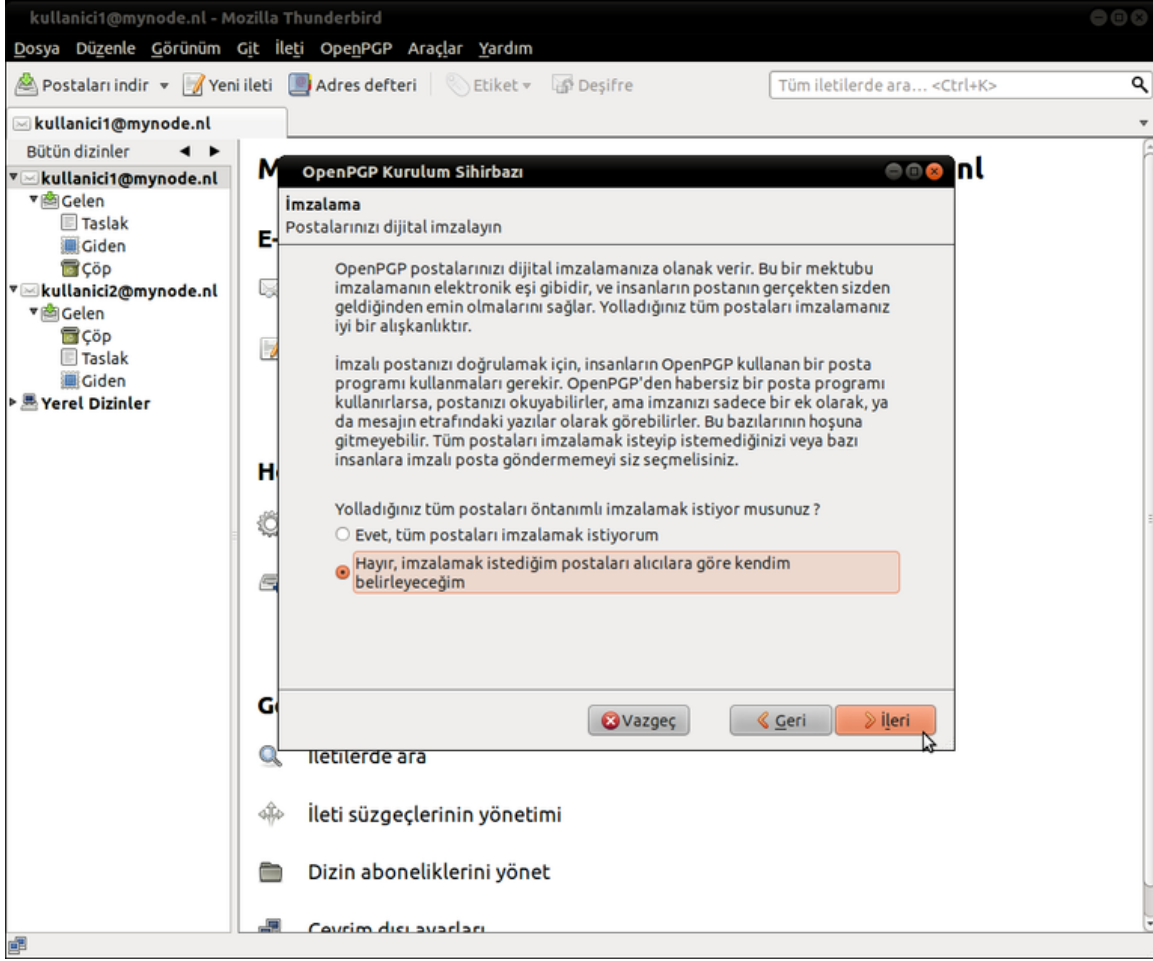 kullanici1@mynode.nl - Mozilla Thunderbird
Dosya Düzenle Görünüm Git İleti OpenPGP Araçlar Yardım
Postaları indir Yeni ileti Adres defteri Etiket Deşifre Tüm iletilerde ara... <Ctrl+K>
kullanici1@mynode.nl
Bütün dizinler
kullanici1@mynode.nl
Gelen
Taslak
Giden
Çöp
kullanici2@mynode.nl
Gelen
Çöp
Taslak
Giden
Yerel Dizinler
nl
OpenPGP Kurulum Sihirbazı
İmzalama
Postalarınızı dijital imzalayın
OpenPGP postalarınızı dijital imzalamanıza olanak verir. Bu bir mektubu
imzalamanın elektronik eşi gibidir, ve insanların postanın gerçekten sizden
geldiğinden emin olmalarını sağlar. Yolladığınız tüm postaları imzalamanız
iyi bir alışkanlıktır.
İmzalı postanızı doğrulamak için, insanların OpenPGP kullanan bir posta
programı kullanmaları gerekir. OpenPGP'den habersiz bir posta programı
kullanırlarsa, postanızı okuyabilirler, ama imzanızı sadece bir ek olarak, ya
da mesajın etrafındaki yazılar olarak görebilirler. Bu bazılarının hoşuna
gitmeyebilir. Tüm postaları imzalamak isteyip istemediğinizi veya bazı
insanlara imzalı posta göndermemeyi siz seçmelisiniz.
Yolladığınız tüm postaları öntanımlı imzalamak istiyor musunuz ?
Evet, tüm postaları imzalamak istiyorum
Hayır, imzalamak istediğim postaları alıcılara göre kendim
belirleyeceğim
Vazgeç Geri İleri
İletilerde ara
İleti süzgeçlerinin yönetimi
Dizin aboneliklerini yönet
Çevrim dışı ayarları